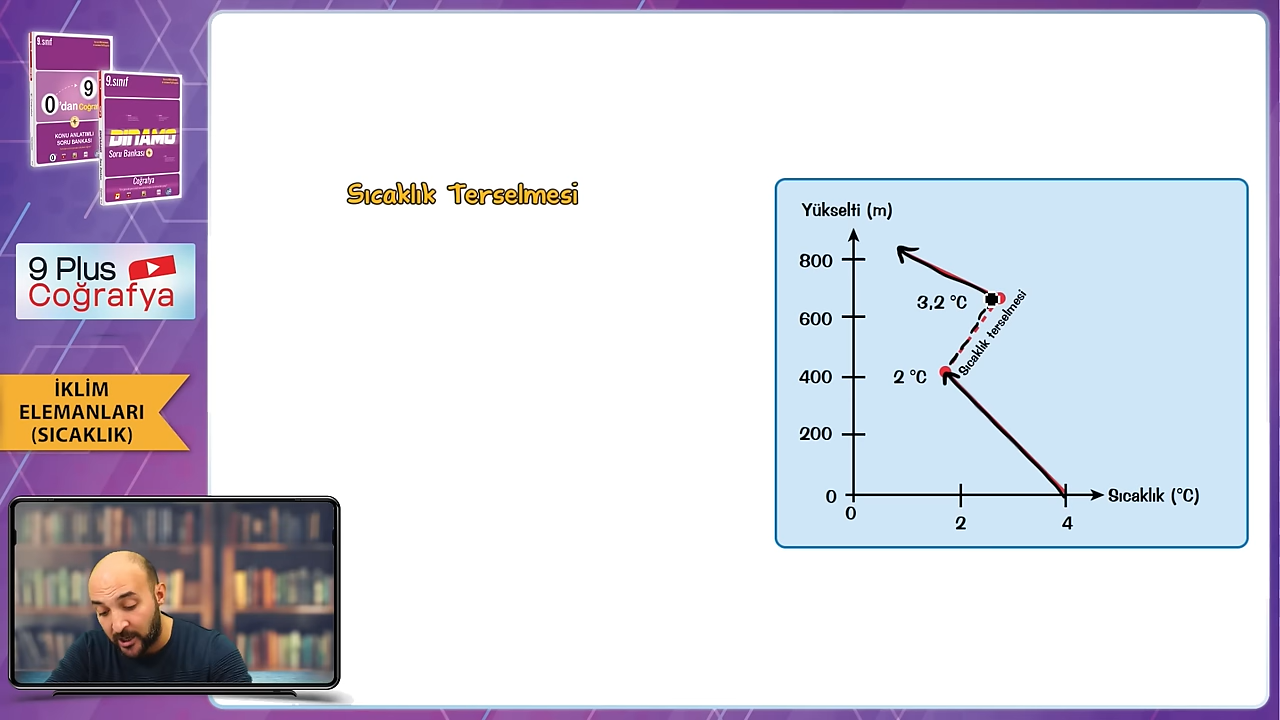 9.sınıf
0'dan
9
Coğra
KONU ANLATIMLI
SORU BANKASI
9.sınıf
DİNAMO
Soru Bankası
Coğrafya
9 Plus
Coğrafya
İKLİM
ELEMANLARI
(SICAKLIK)
Sıcaklık Terselmesi
Yükselti (m)
800
3,2 °C
600
Sıcaklık terselmesi
400
2 °C
200
0
Sıcaklık (°C)
0
2
4